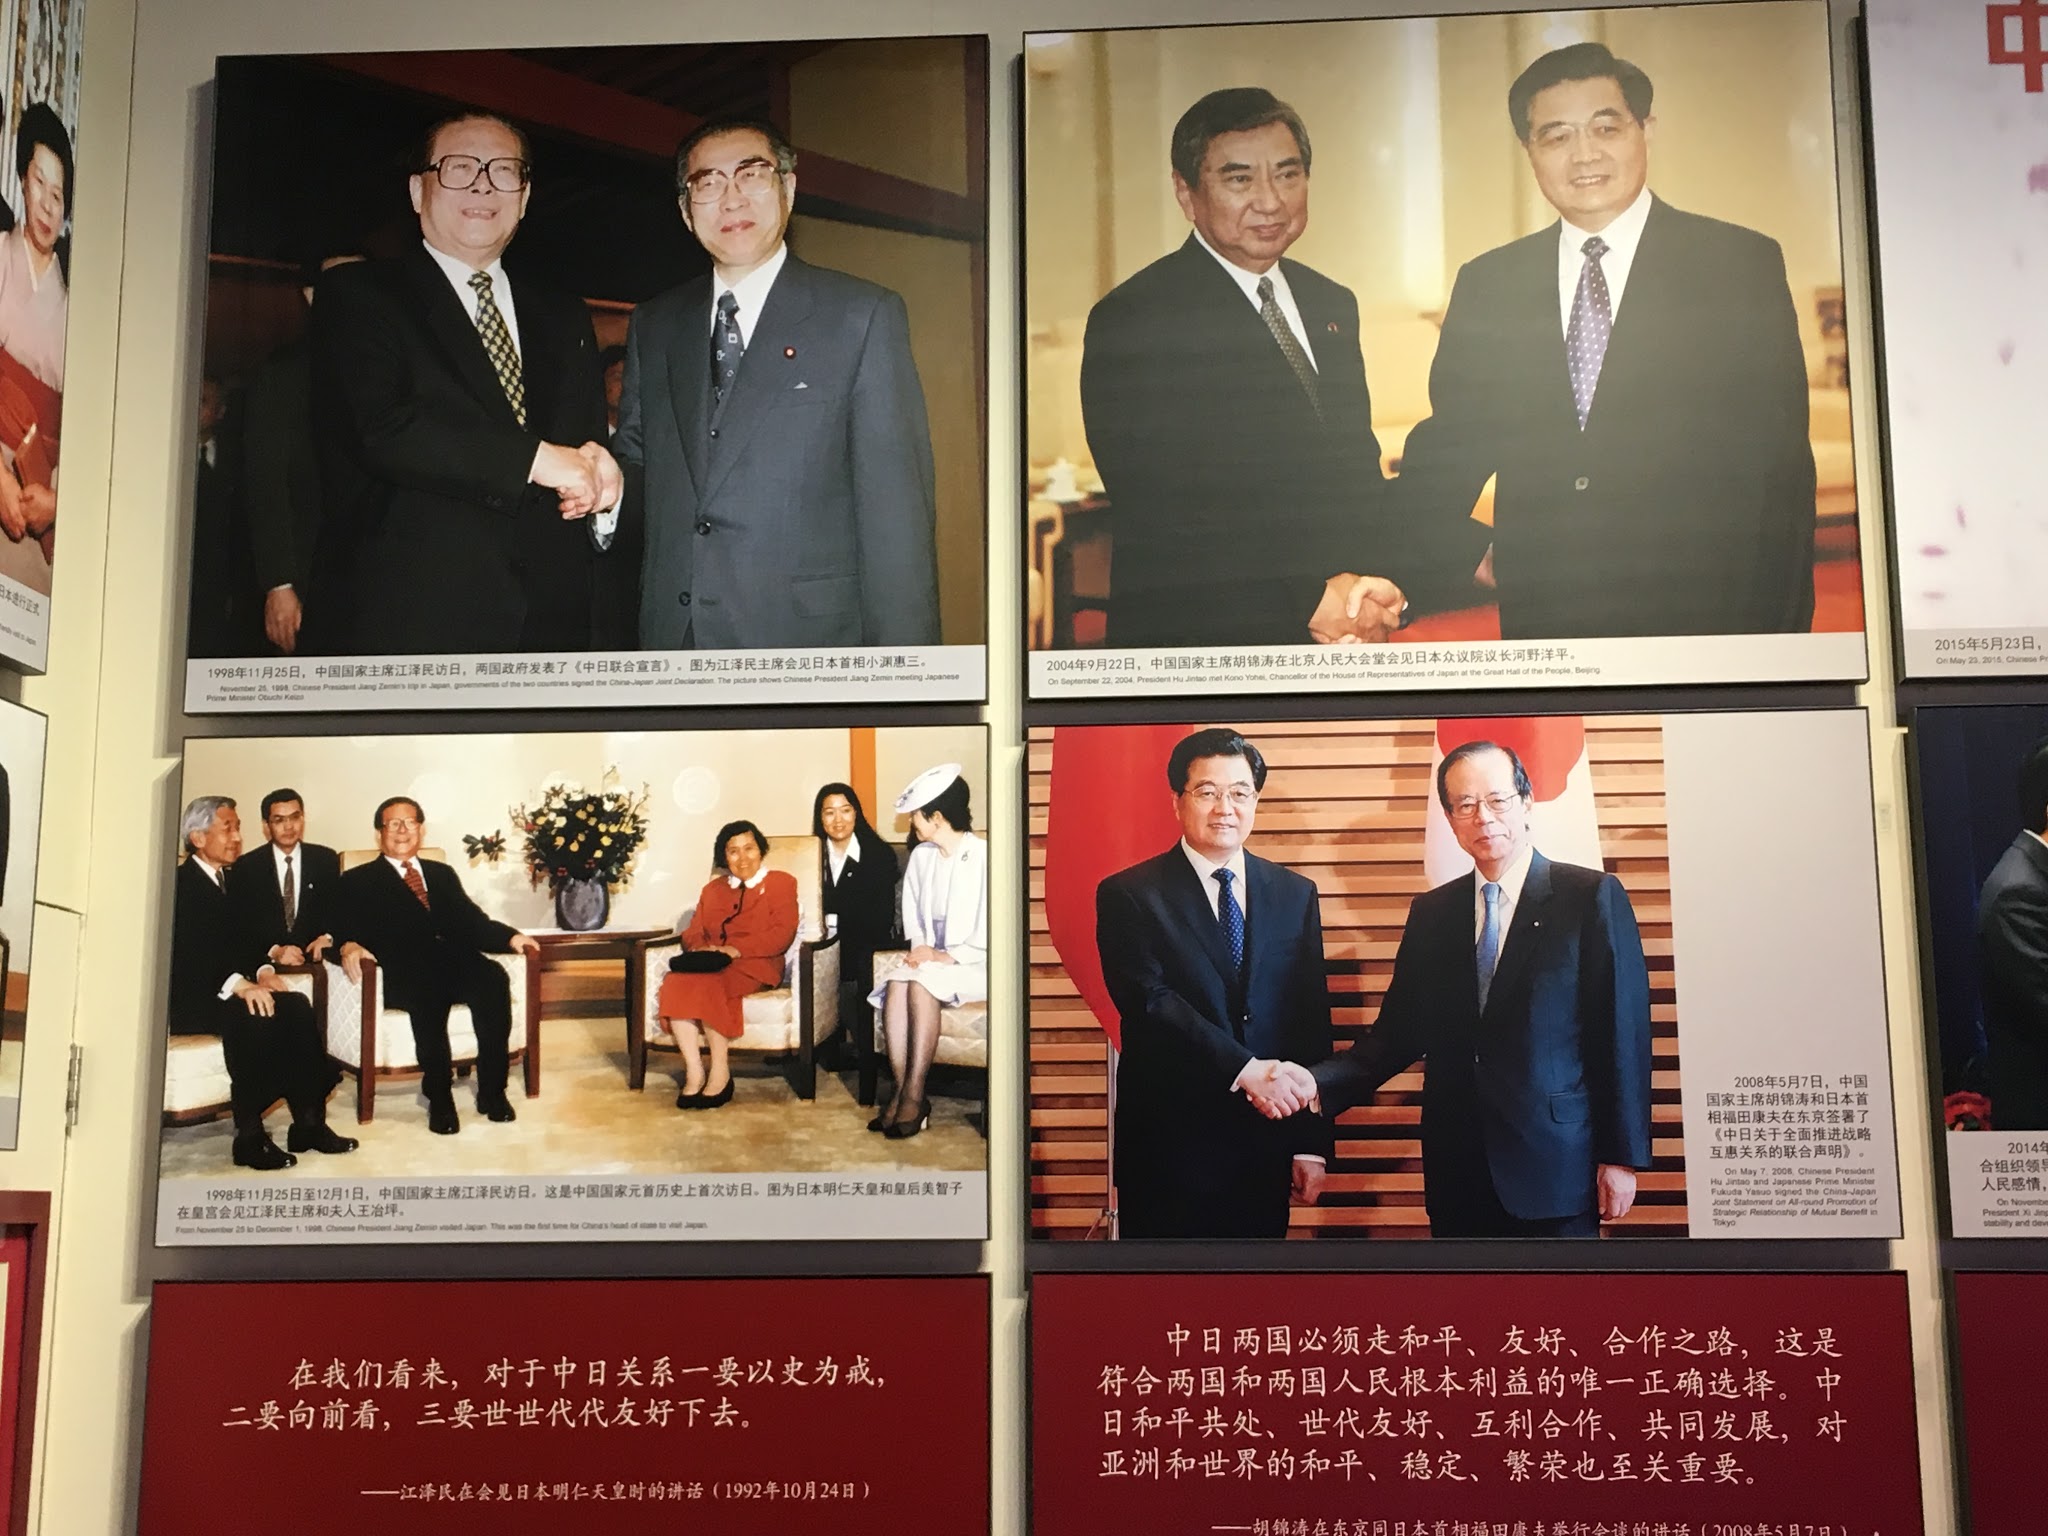 中
日本进行正式
1998年11月25日，中国国家主席江泽民访日，两国政府发表了《中日联合宣言》。图为江泽民主席会见日本首相小渊惠三。
November 25, 1998, Chinese President Jiang Zemin's trip in Japan, governments of the two countries signed the China-Japan Joint Declaration. The picture shows Chinese President Jiang Zemin meeting Japanese
Prime Minister Obuchi Keizo
2004年9月22日，中国国家主席胡锦涛在北京人民大会堂会见日本众议院议长河野洋平。
On September 22, 2004, President Hu Jintao met Kono Yohei, Chancellor of the House of Representatives of Japan at the Great Hall of the People, Beijing.
2015年5月23日，
On May 23, 2015, Chinese P
1998年11月25日至12月1日，中国国家主席江泽民访日。这是中国国家元首历史上首次访日。图为日本明仁天皇和皇后美智子
在皇宫会见江泽民主席和夫人王冶坪。
From November 25 to December 1, 1998, Chinese President Jiang Zemin visited Japan. This was the first time for China's head of state to visit Japan.
2008年5月7日，中国
国家主席胡锦涛和日本首
相福田康夫在东京签署了
《中日关于全面推进战略
互惠关系的联合声明》。
On May 7, 2008, Chinese President
Hu Jintao and Japanese Prime Minister
Fukuda Yasuo signed the China-Japan
Joint Statement on All-round Promotion of
Strategic Relationship of Mutual Benefit in
Tokyo
2014年
合组织领导
人民感情，
On November
President Xi Jinp
stability and deve
在我们看来，对于中日关系一要以史为戒，
二要向前看，三要世世代代友好下去。
——江泽民在会见日本明仁天皇时的讲话（1992年10月24日）
中日两国必须走和平、友好、合作之路，这是
符合两国和两国人民根本利益的唯一正确选择。中
日和平共处、世代友好、互利合作、共同发展，对
亚洲和世界的和平、稳定、繁荣也至关重要。
——胡锦涛在东京同日本首相福田康夫举行会谈的讲话（2008年5月7日）